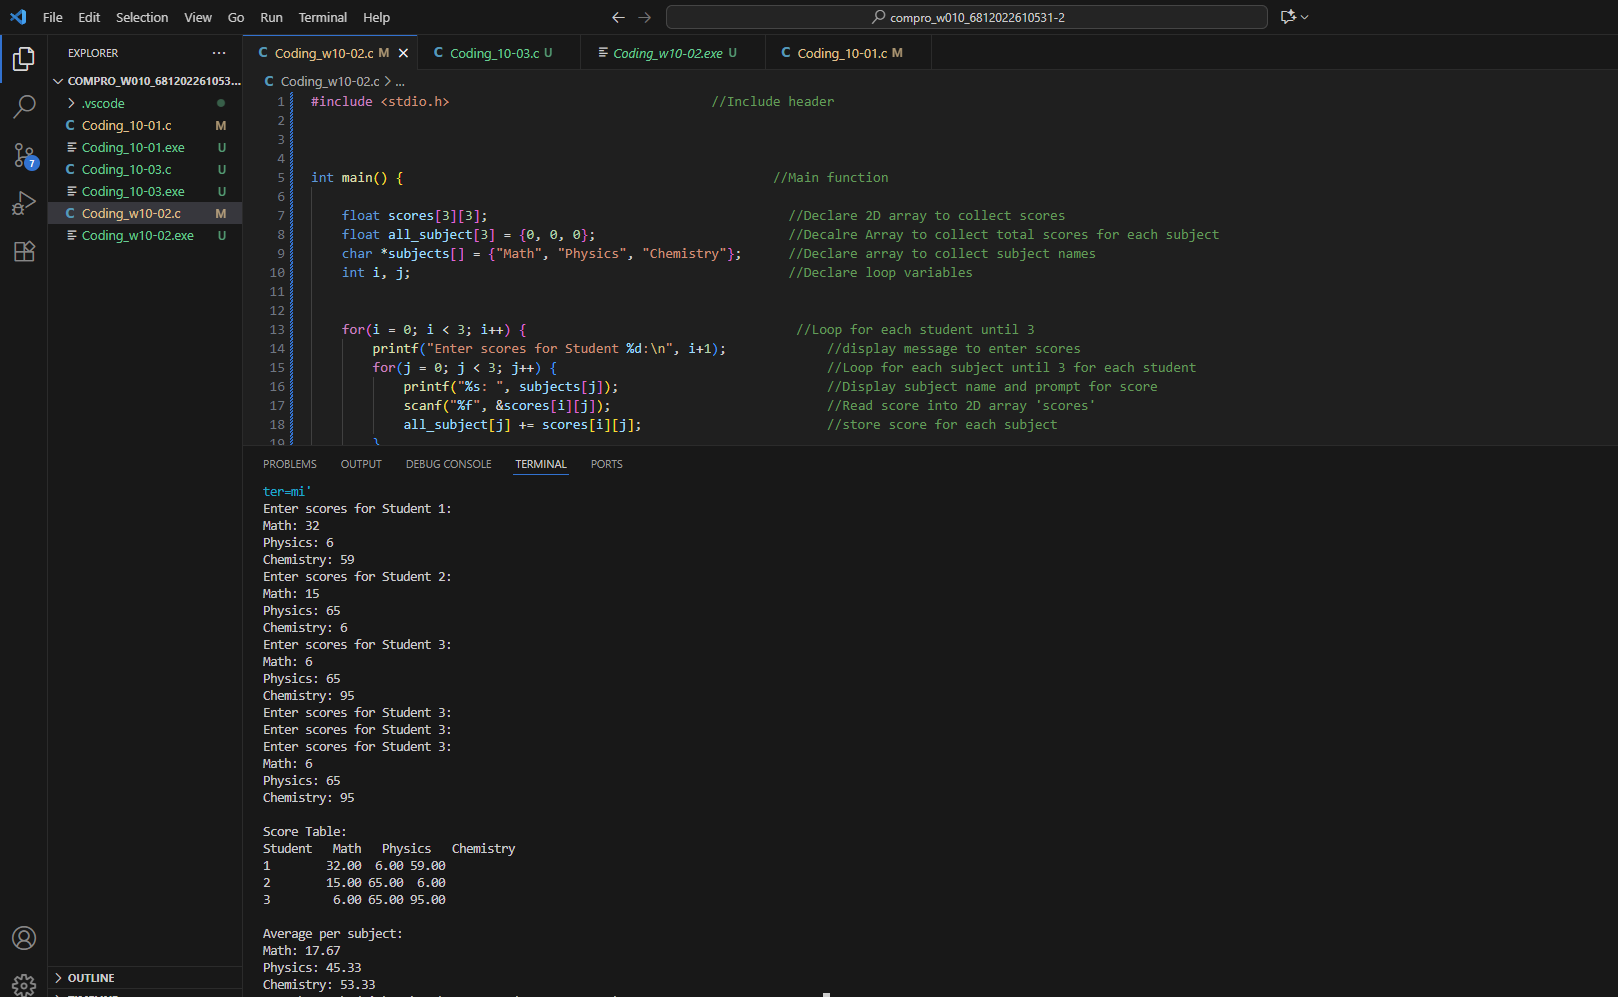 File Edit Selection View Go Run Terminal Help
compro_w010_6812022610531-2
EXPLORER
COMPRO_W010_681202261053...
.vscode
Coding_10-01.c M
Coding_10-01.exe U
Coding_10-03.c U
Coding_10-03.exe U
Coding_w10-02.c M
Coding_w10-02.exe U
7
OUTLINE
Coding_w10-02.c M
Coding_10-03.c U
Coding_w10-02.exe U
Coding_10-01.c M
Coding_w10-02.c > ...
1 #include <stdio.h> //Include header
2
3
4
5 int main() { //Main function
6
7 float scores[3][3]; //Declare 2D array to collect scores
8 float all_subject[3] = {0, 0, 0}; //Decalre Array to collect total scores for each subject
9 char *subjects[] = {"Math", "Physics", "Chemistry"}; //Declare array to collect subject names
10 int i, j; //Declare loop variables
11
12
13 for(i = 0; i < 3; i++) { //Loop for each student until 3
14 printf("Enter scores for Student %d:\n", i+1); //display message to enter scores
15 for(j = 0; j < 3; j++) { //Loop for each subject until 3 for each student
16 printf("%s: ", subjects[j]); //Display subject name and prompt for score
17 scanf("%f", &scores[i][j]); //Read score into 2D array 'scores'
18 all_subject[j] += scores[i][j]; //store score for each subject
19 }
PROBLEMS OUTPUT DEBUG CONSOLE TERMINAL PORTS
ter=mi'
Enter scores for Student 1:
Math: 32
Physics: 6
Chemistry: 59
Enter scores for Student 2:
Math: 15
Physics: 65
Chemistry: 6
Enter scores for Student 3:
Math: 6
Physics: 65
Chemistry: 95
Enter scores for Student 3:
Enter scores for Student 3:
Enter scores for Student 3:
Math: 6
Physics: 65
Chemistry: 95
Score Table:
Student Math Physics Chemistry
1 32.00 6.00 59.00
2 15.00 65.00 6.00
3 6.00 65.00 95.00
Average per subject:
Math: 17.67
Physics: 45.33
Chemistry: 53.33